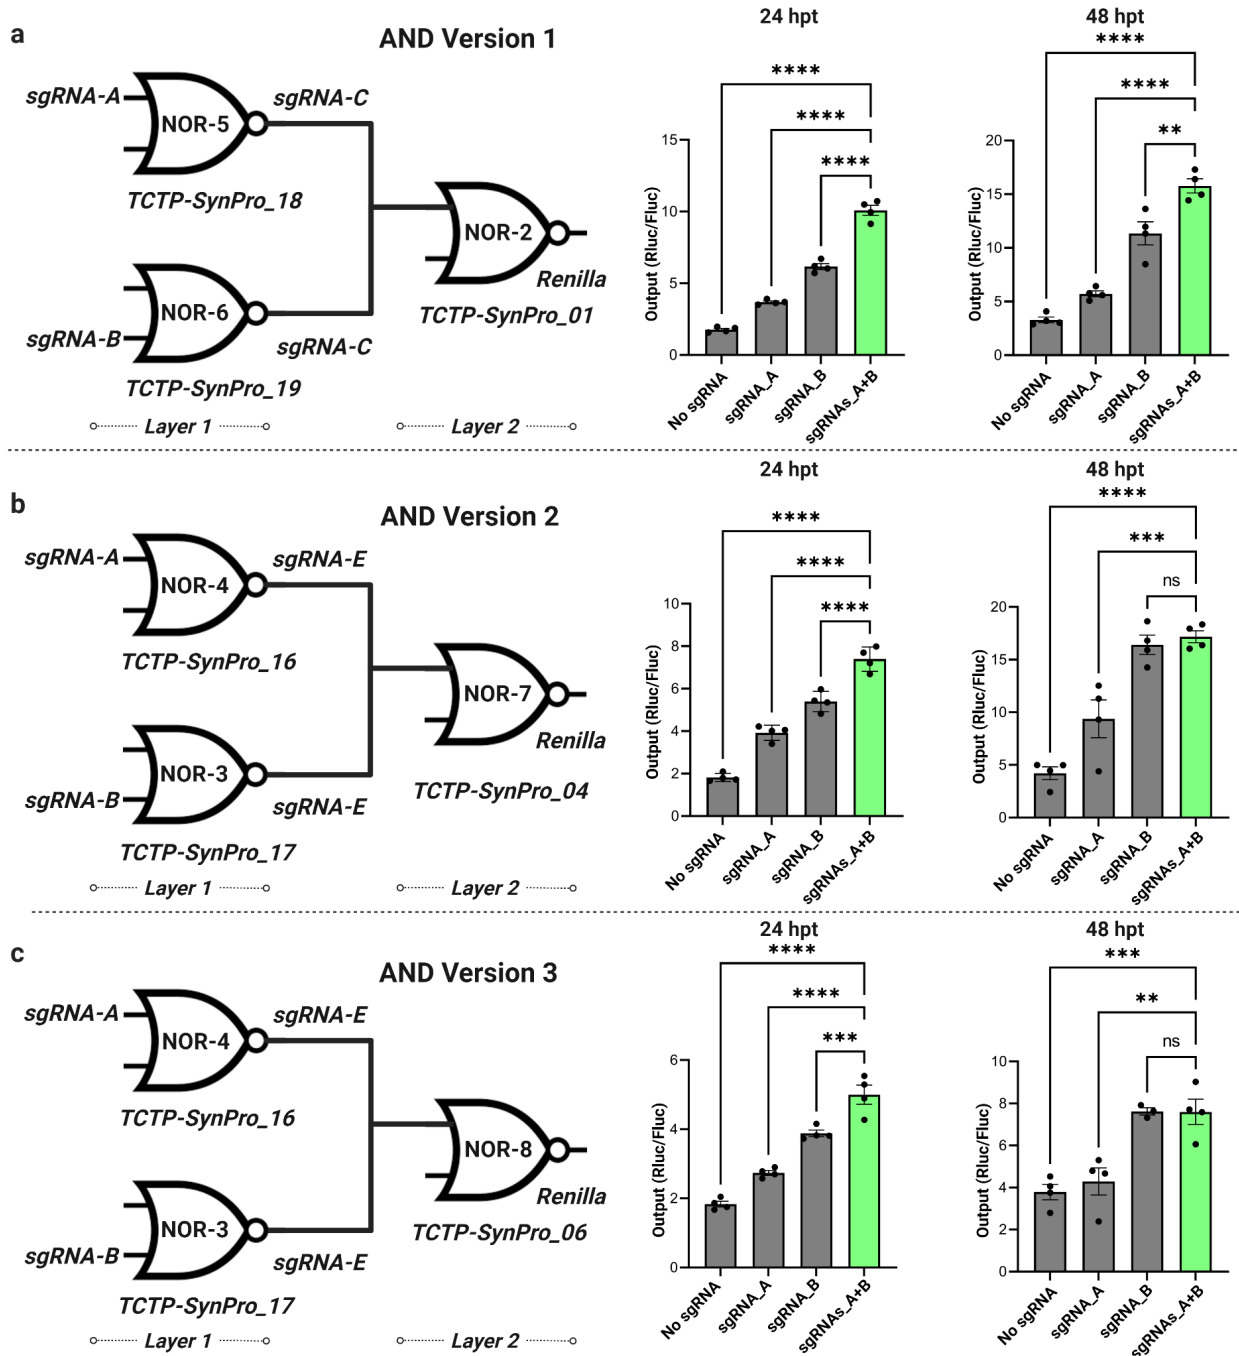 a
AND Version 1
sgRNA-A
NOR-5
sgRNA-C
TCTP-SynPro_18
NOR-2
Renilla
TCTP-SynPro_01
NOR-6
sgRNA-B
sgRNA-C
TCTP-SynPro_19
Layer 1
Layer 2
24 hpt
****
****
****
Output (Rluc/Fluc)
15
10
5
0
No sgRNA
sgRNA_A
sgRNA_B
sgRNAs_A+B
48 hpt
****
****
**
Output (Rluc/Fluc)
20
15
10
5
0
No sgRNA
sgRNA_A
sgRNA_B
sgRNAs_A+B
b
AND Version 2
sgRNA-A
NOR-4
sgRNA-E
TCTP-SynPro_16
NOR-7
Renilla
TCTP-SynPro_04
NOR-3
sgRNA-B
sgRNA-E
TCTP-SynPro_17
Layer 1
Layer 2
24 hpt
****
****
****
Output (Rluc/Fluc)
10
8
6
4
2
0
No sgRNA
sgRNA_A
sgRNA_B
sgRNAs_A+B
48 hpt
****
***
ns
Output (Rluc/Fluc)
20
15
10
5
0
No sgRNA
sgRNA_A
sgRNA_B
sgRNAs_A+B
c
AND Version 3
sgRNA-A
NOR-4
sgRNA-E
TCTP-SynPro_16
NOR-8
Renilla
TCTP-SynPro_06
NOR-3
sgRNA-B
sgRNA-E
TCTP-SynPro_17
Layer 1
Layer 2
24 hpt
****
****
***
Output (Rluc/Fluc)
6
4
2
0
No sgRNA
sgRNA_A
sgRNA_B
sgRNAs_A+B
48 hpt
***
**
ns
Output (Rluc/Fluc)
10
8
6
4
2
0
No sgRNA
sgRNA_A
sgRNA_B
sgRNAs_A+B